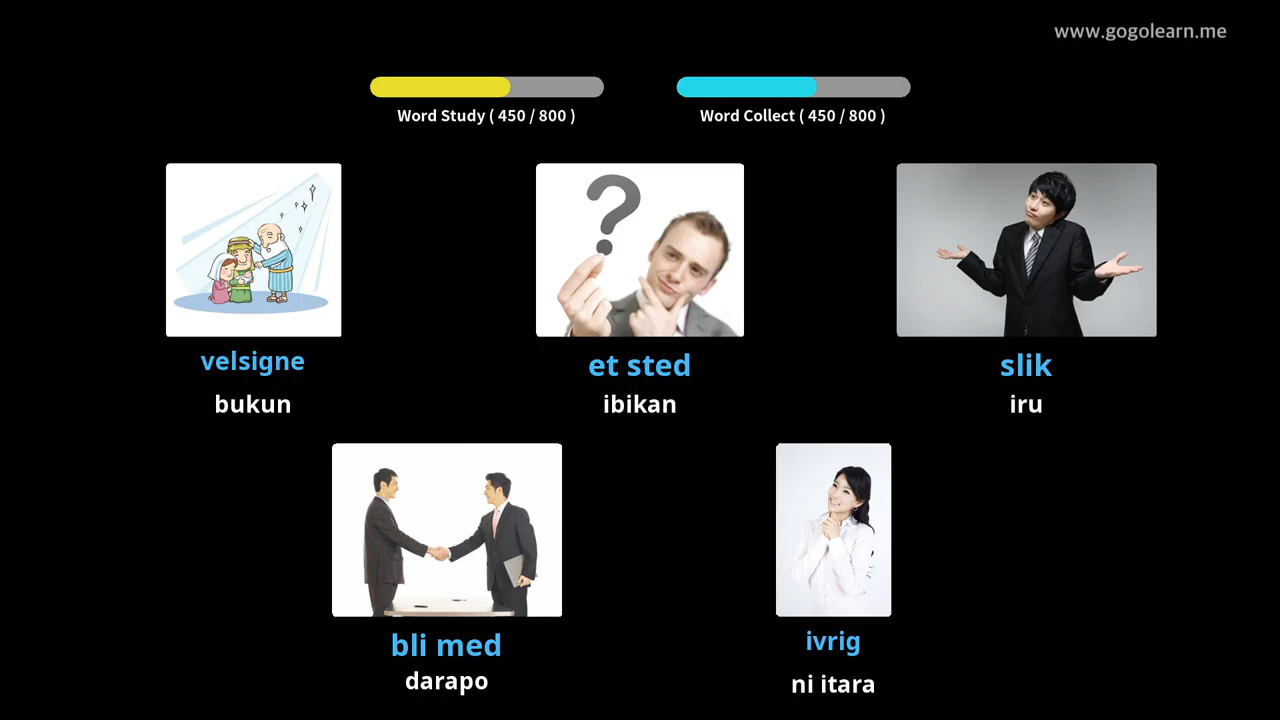 www.gogolearn.me
Word Study ( 450 / 800 )
Word Collect ( 450 / 800 )
velsigne
bukun
et sted
ibikan
slik
iru
bli med
darapo
ivrig
ni itara